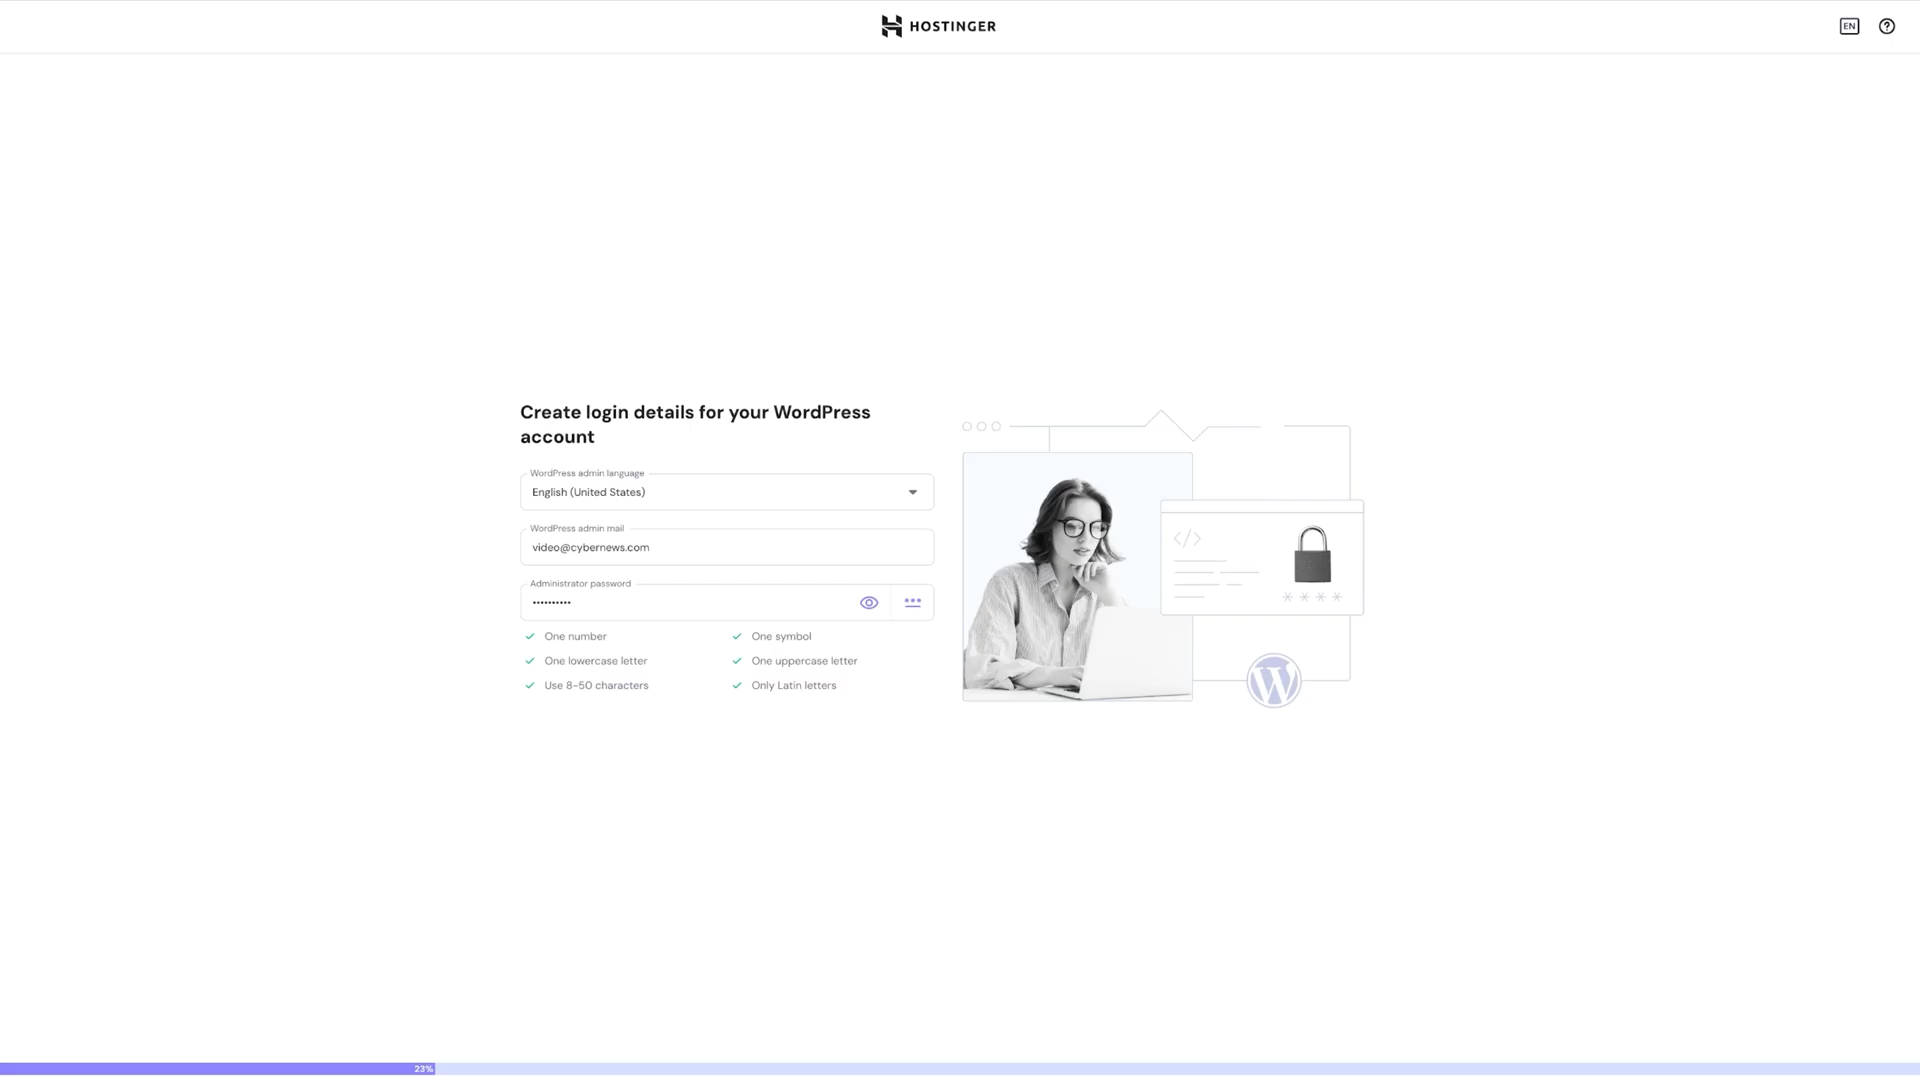 HOSTINGER
EN
Create login details for your WordPress
account
WordPress admin language
English (United States)
WordPress admin mail
video@cybernews.com
Administrator password
••••••••••
One number
One symbol
One lowercase letter
One uppercase letter
Use 8-50 characters
Only Latin letters
23%